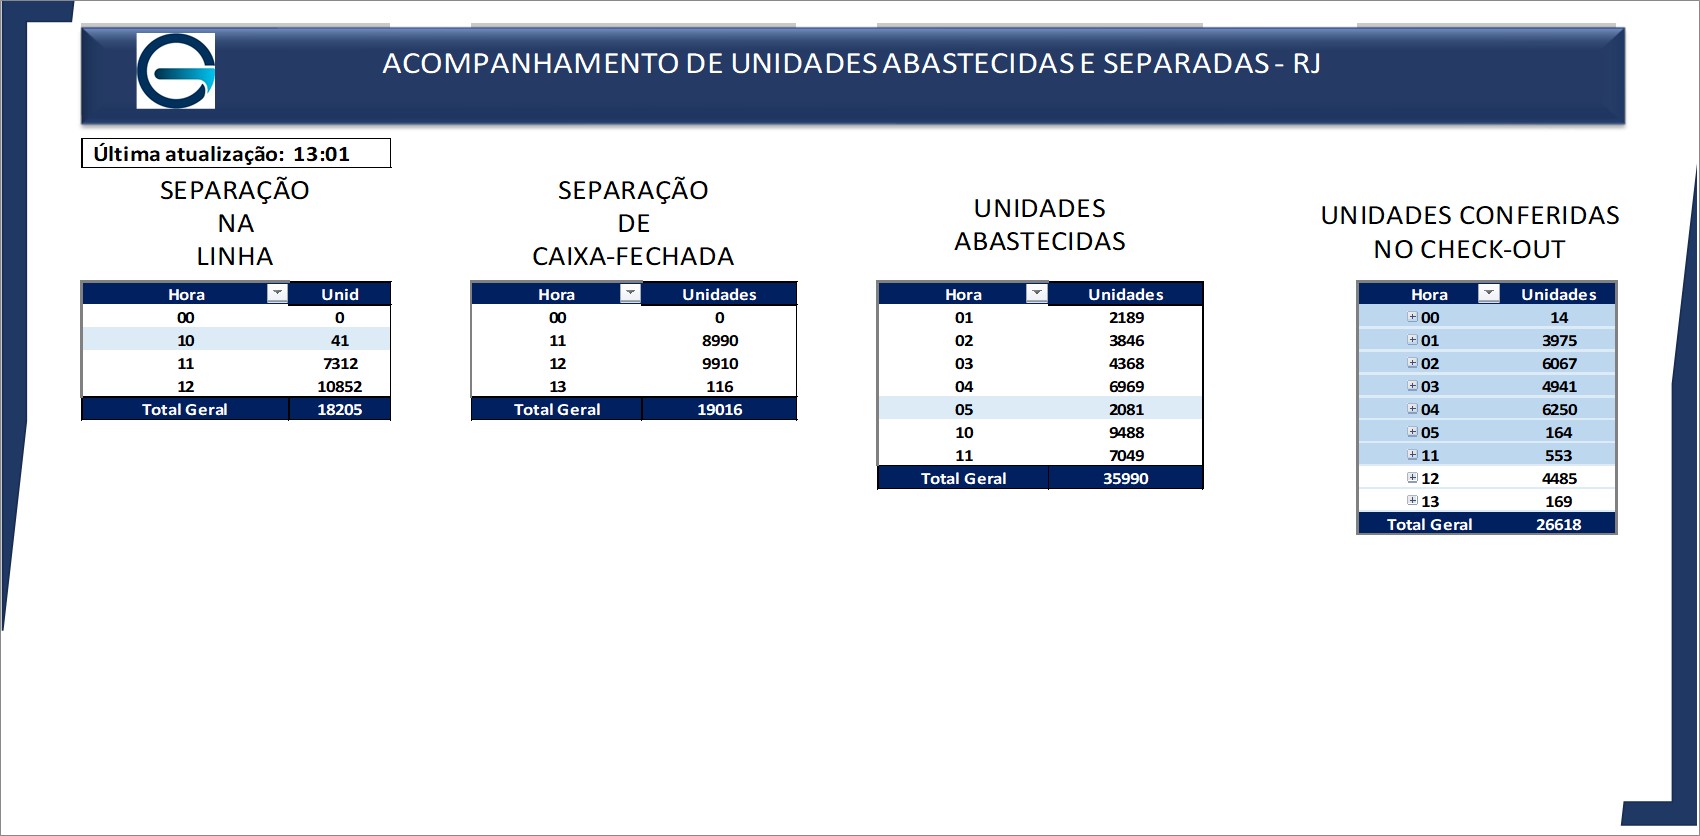 ACOMPANHAMENTO DE UNIDADES ABASTECIDAS E SEPARADAS - RJ
Última atualização: 13:01
SEPARAÇÃO
NA
LINHA
Hora Unid
00 0
10 41
11 7312
12 10852
Total Geral 18205
SEPARAÇÃO
DE
CAIXA-FECHADA
Hora Unidades
00 0
11 8990
12 9910
13 116
Total Geral 19016
UNIDADES
ABASTECIDAS
Hora Unidades
01 2189
02 3846
03 4368
04 6969
05 2081
10 9488
11 7049
Total Geral 35990
UNIDADES CONFERIDAS
NO CHECK-OUT
Hora Unidades
00 14
01 3975
02 6067
03 4941
04 6250
05 164
11 553
12 4485
13 169
Total Geral 26618